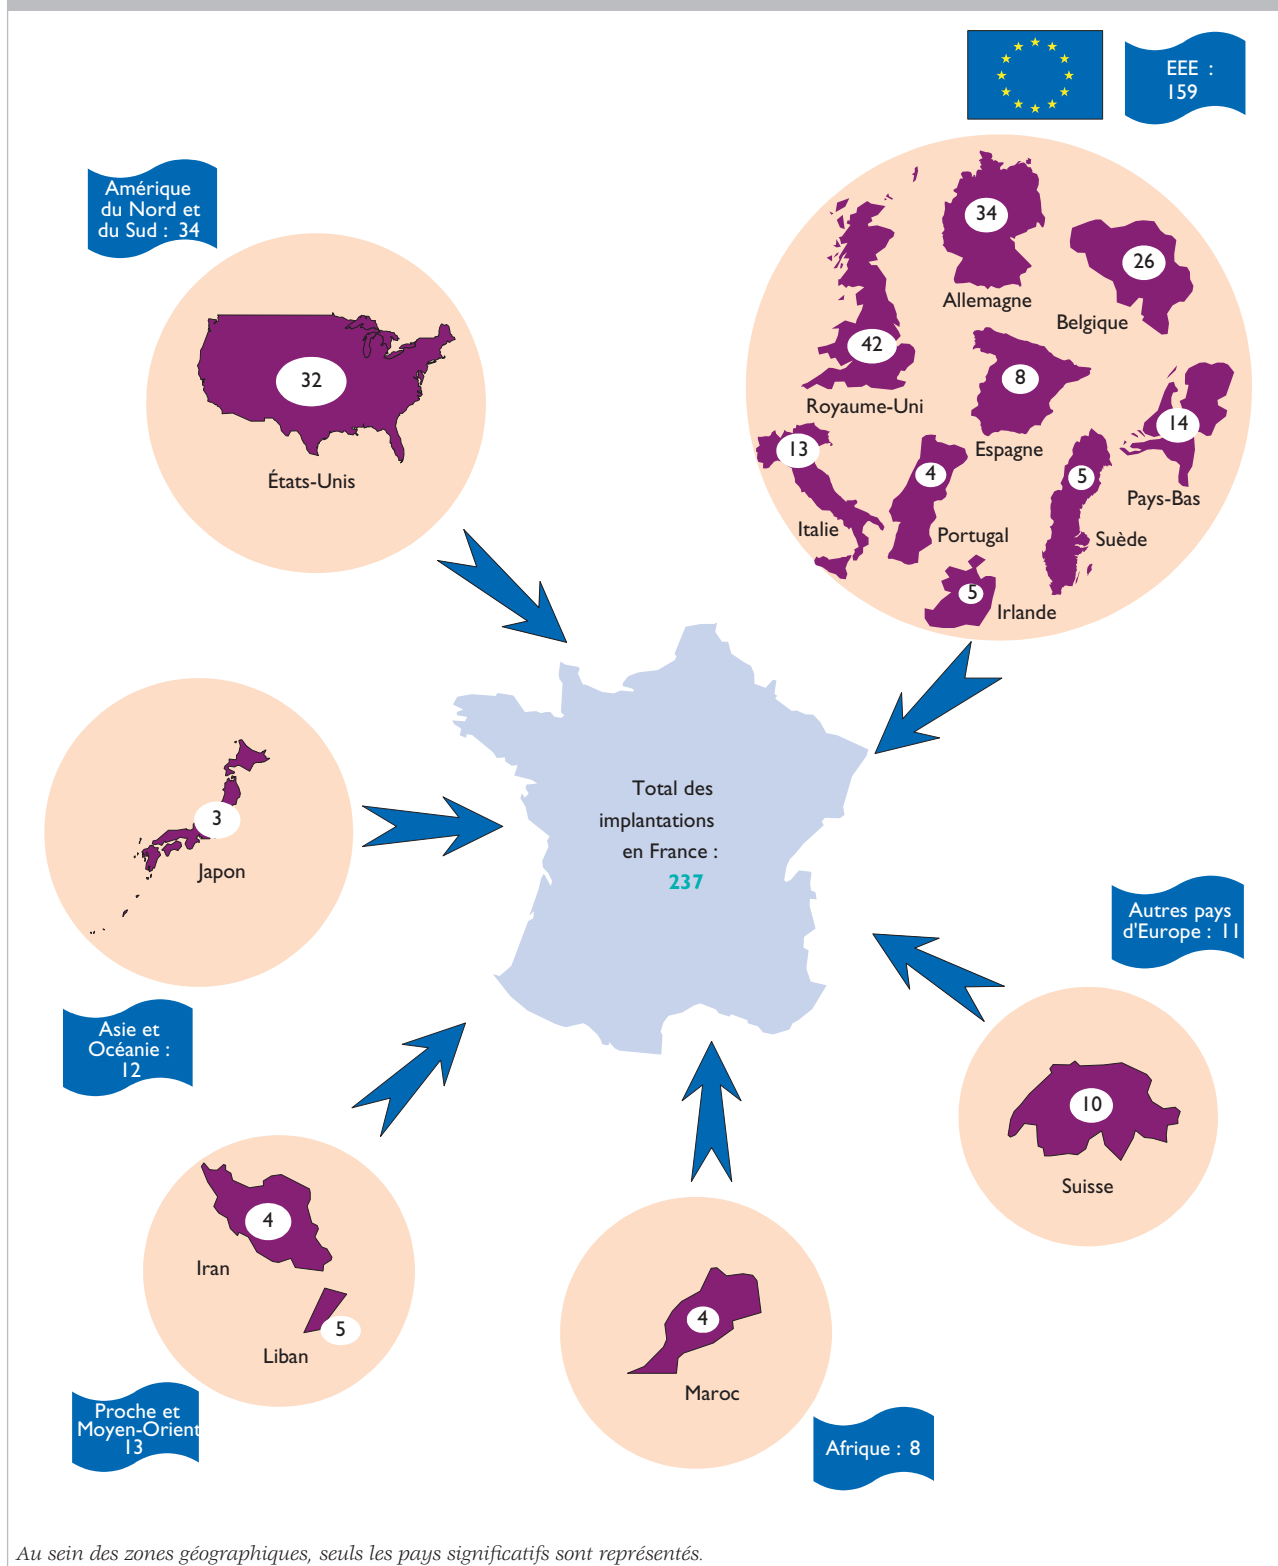 EEE :
159
Amérique
du Nord et
du Sud : 34
34
Allemagne
26
Belgique
42
Royaume-Uni
8
Espagne
14
Pays-Bas
13
Italie
4
Portugal
5
Suède
5
Irlande
32
États-Unis
3
Japon
Total des
implantations
en France :
237
Autres pays
d'Europe : 11
10
Suisse
Asie et
Océanie :
12
4
Iran
5
Liban
Proche et
Moyen-Orient
13
4
Maroc
Afrique : 8
Au sein des zones géographiques, seuls les pays significatifs sont représentés.